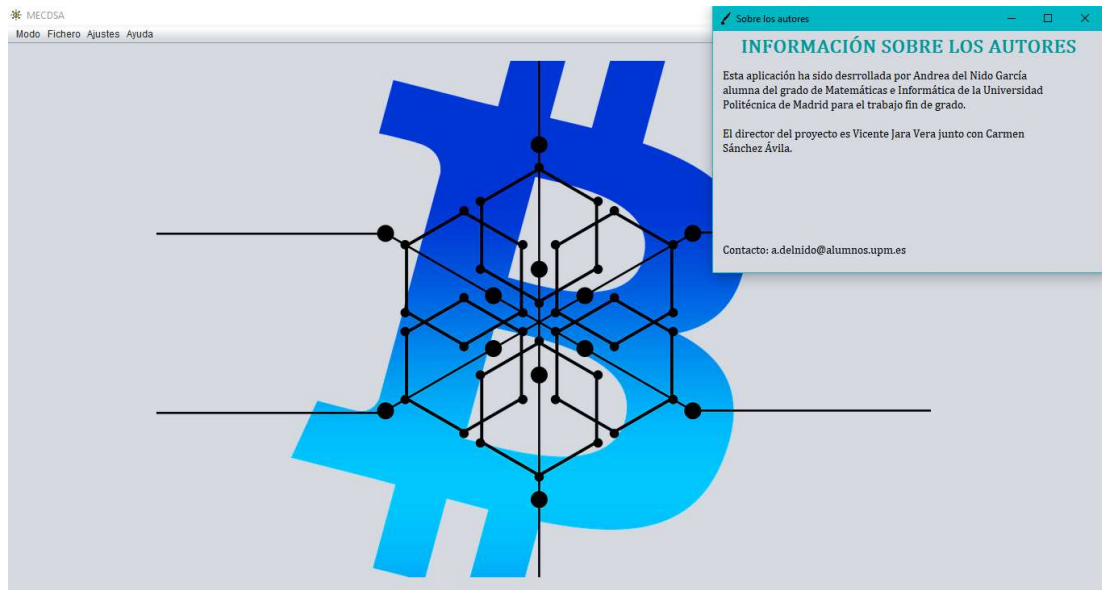 MECDSA
Modo Fichero Ajustes Ayuda
Sobre los autores
INFORMACIÓN SOBRE LOS AUTORES
Esta aplicación ha sido desrrollada por Andrea del Nido García
alumna del grado de Matemáticas e Informática de la Universidad
Politécnica de Madrid para el trabajo fin de grado.
El director del proyecto es Vicente Jara Vera junto con Carmen
Sánchez Ávila.
Contacto: a.delnido@alumnos.upm.es